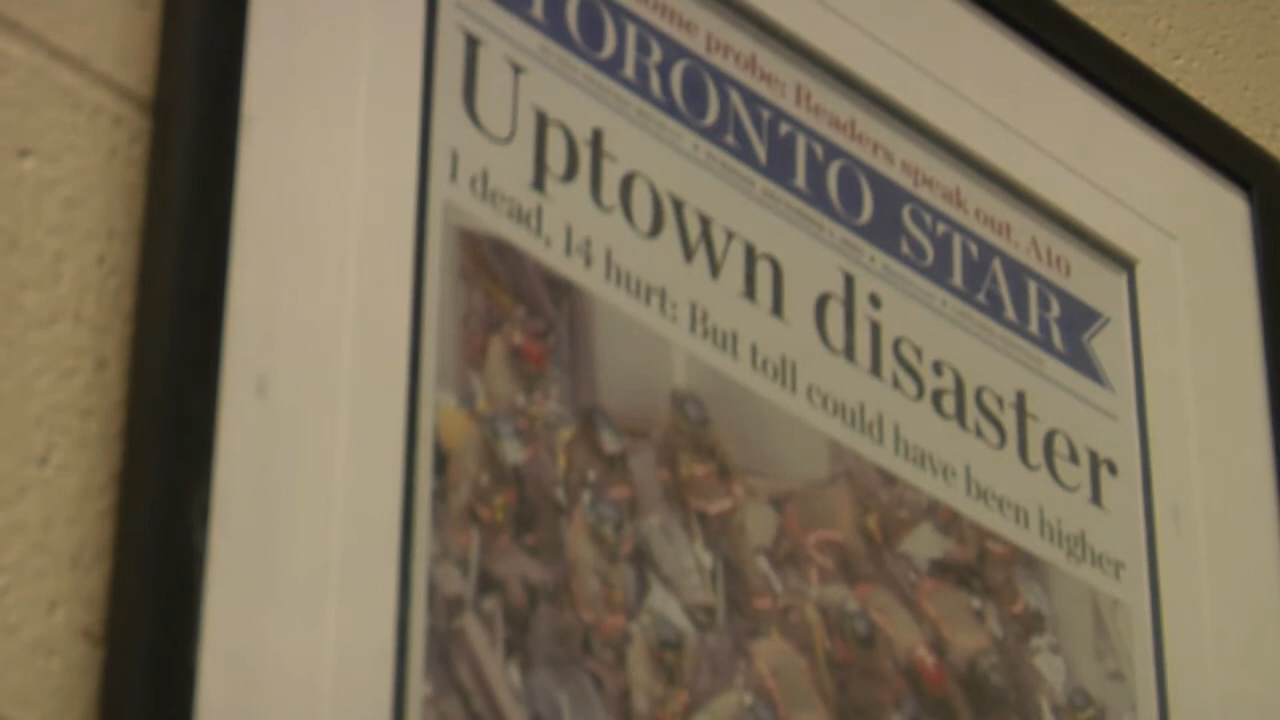 ome probe: Readers speak out, A10
TORONTO STAR
Uptown disaster
1 dead, 14 hurt: But toll could have been higher